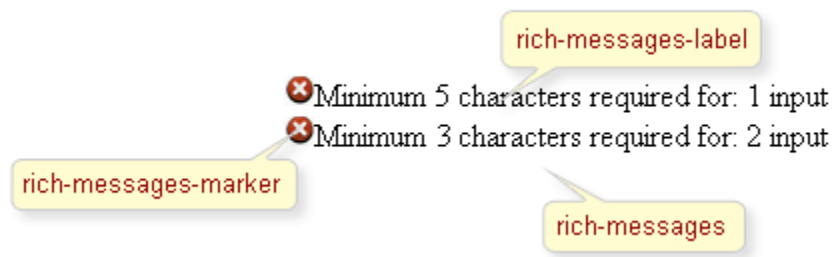 rich-messages-label
Minimum 5 characters required for: 1 input
Minimum 3 characters required for: 2 input
rich-messages-marker
rich-messages